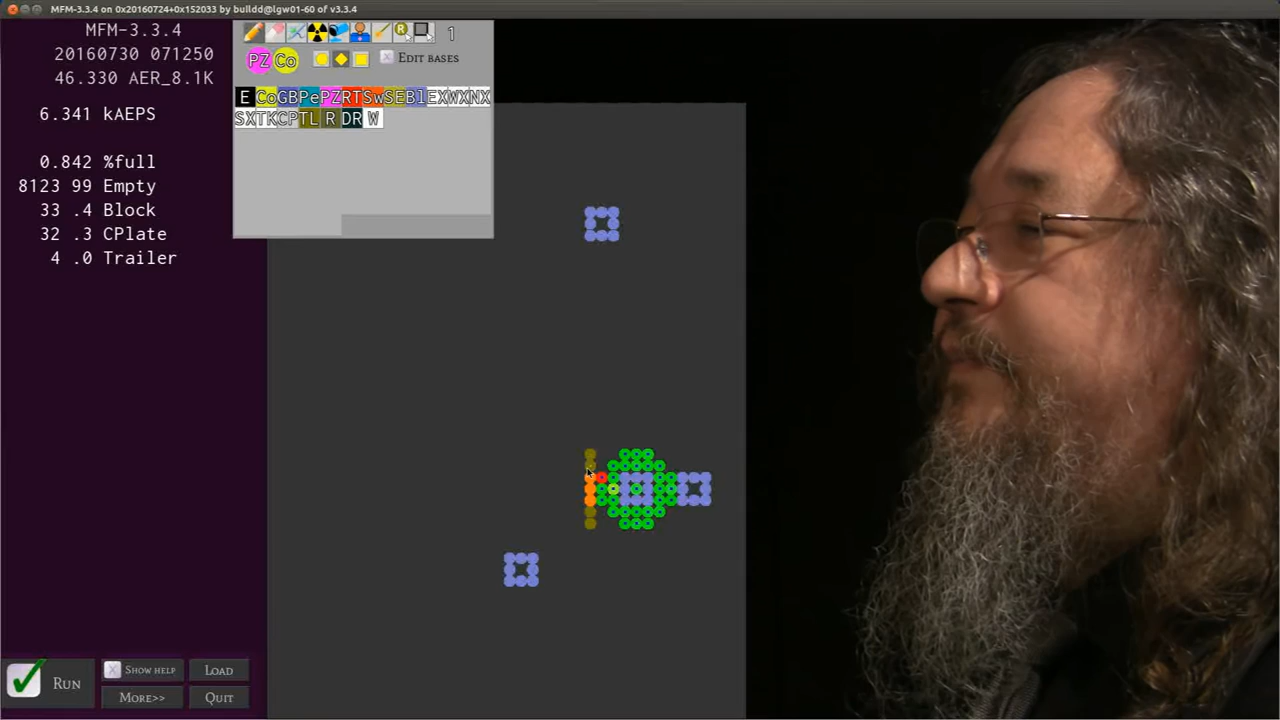 MFM-3.3.4 on 0x20160724+0x152033 by buildd@lgw01-60 of v3.3.4
MFM-3.3.4
20160730 071250
46.330 AER_8.1K
6.341 kAEPS
0.842 %full
8123 99 Empty
33 .4 Block
32 .3 CPlate
4 .0 Trailer
1
PZ Co
Edit bases
E Co GB Pe PZ RT Sw SE Bl EX WX NX
SX TK CP TL R DR W
Run
Show help
Load
More>>
Quit